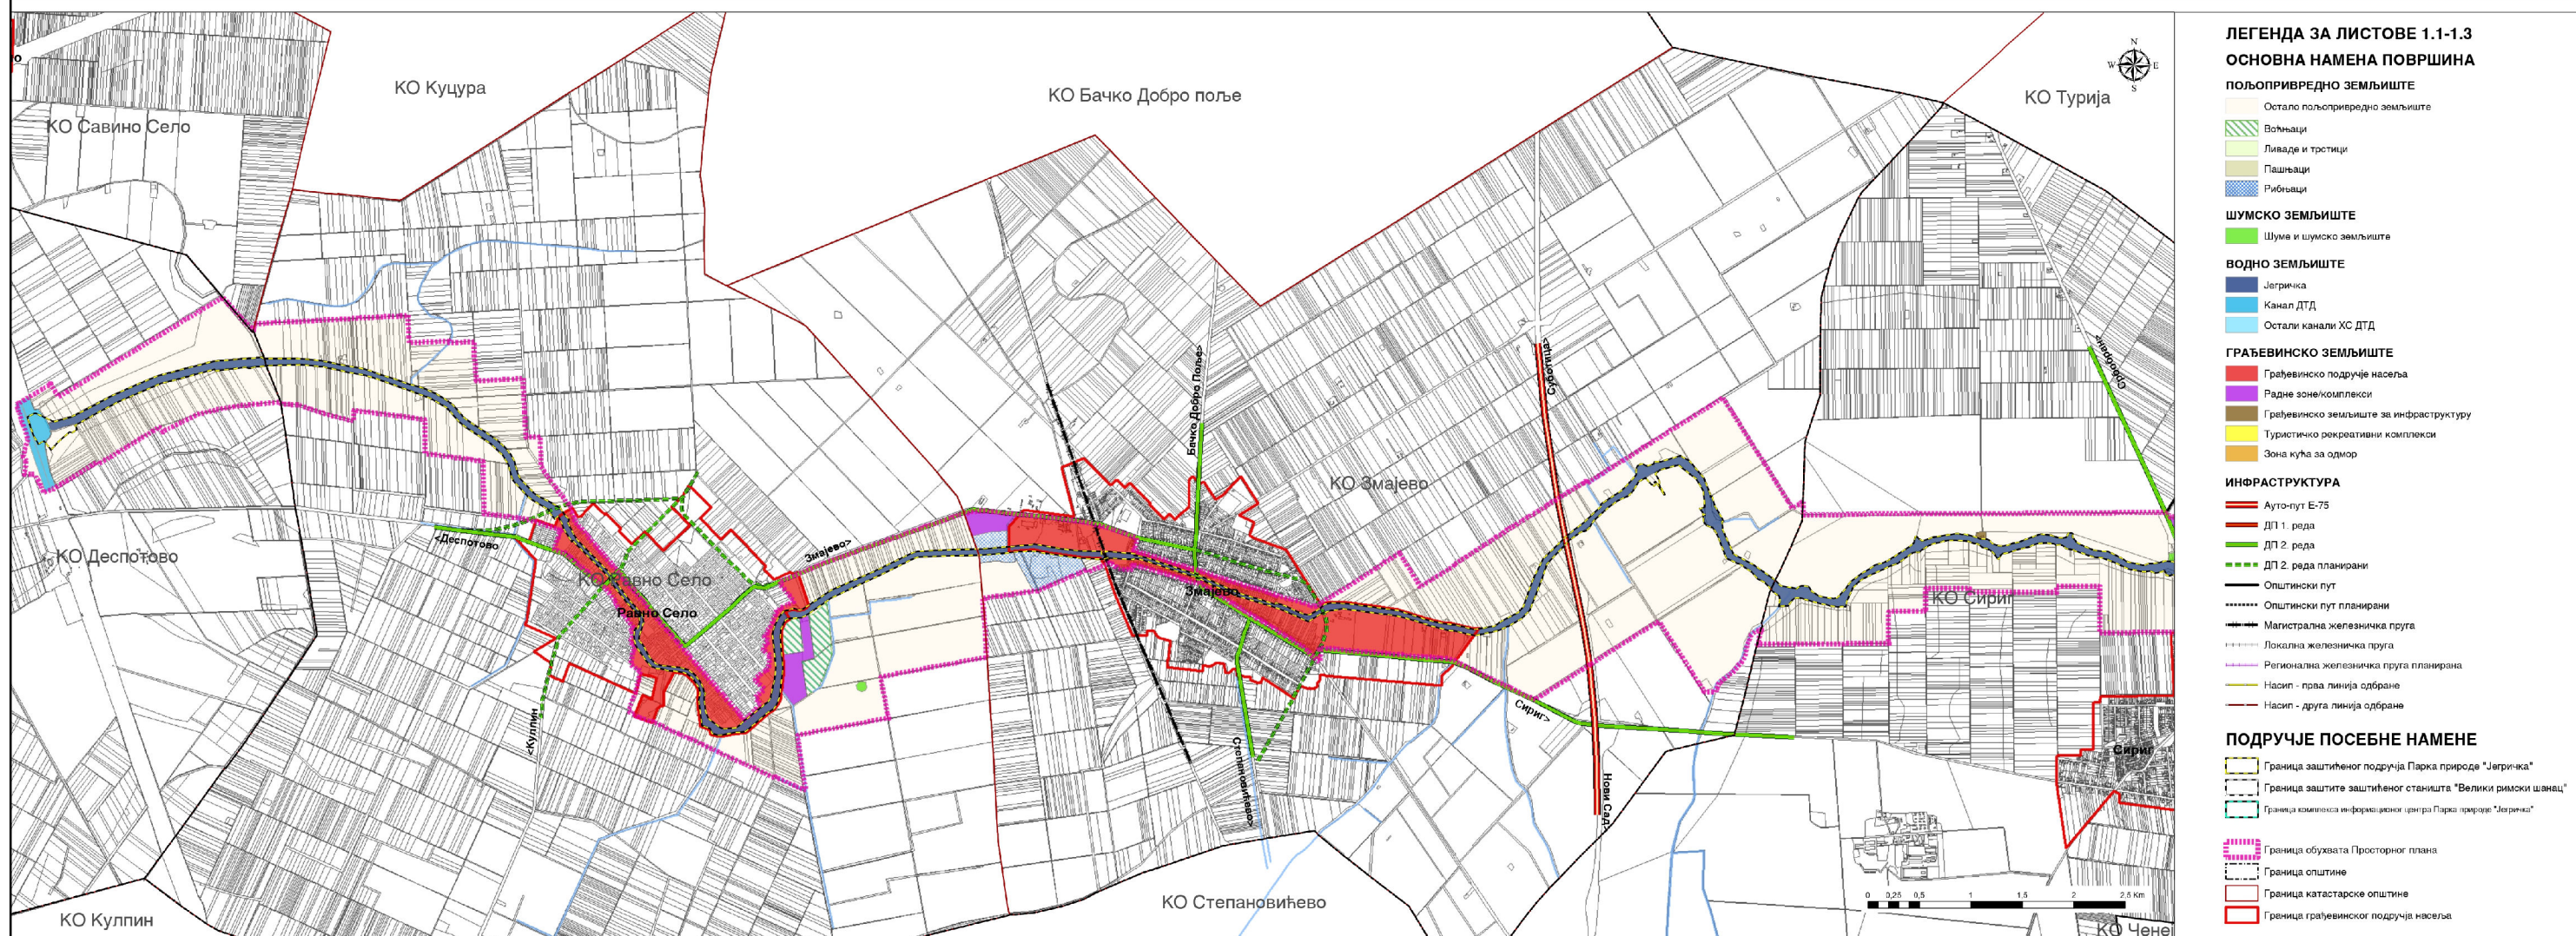 КО Куцура
КО Савино Село
КО Бачко Добро поље
КО Турија
N
W
E
S
<Суботица
<Србобран
Бачко Добро Поље>
КО Змајево
<Деспотово
КО Деспотово
Змајево>
КО Равно Село
Равно Село
Змајево
КО Сириг
<Кулпин
Сириг>
Степановићево>
Нови Сад>
Сириг
КО Степановићево
КО Кулпин
КО Чене
0 0,25 0,5 1 1,5 2 2,5 Km
ЛЕГЕНДА ЗА ЛИСТОВЕ 1.1-1.3
ОСНОВНА НАМЕНА ПОВРШИНА
ПОЉОПРИВРЕДНО ЗЕМЉИШТЕ
Остало пољопривредно земљиште
Воћњаци
Ливаде и трстици
Пашњаци
Рибњаци
ШУМСКО ЗЕМЉИШТЕ
Шуме и шумско земљиште
ВОДНО ЗЕМЉИШТЕ
Јегричка
Канал ДТД
Остали канали ХС ДТД
ГРАЂЕВИНСКО ЗЕМЉИШТЕ
Грађевинско подручје насеља
Радне зоне/комплекси
Грађевинско земљиште за инфраструктуру
Туристичко рекреативни комплекси
Зона кућа за одмор
ИНФРАСТРУКТУРА
Ауто-пут Е-75
ДП 1. реда
ДП 2. реда
ДП 2. реда планирани
Општински пут
Општински пут планирани
Магистрална железничка пруга
Локална железничка пруга
Регионална железничка пруга планирана
Насип - прва линија одбране
Насип - друга линија одбране
ПОДРУЧЈЕ ПОСЕБНЕ НАМЕНЕ
Граница заштићеног подручја Парка природе "Јегричка"
Граница заштите заштићеног станишта "Велики римски шанац"
Граница комплекса информационог центра Парка природе "Јегричка"
Граница обухвата Просторног плана
Граница општине
Граница катастарске општине
Граница грађевинског подручја насеља